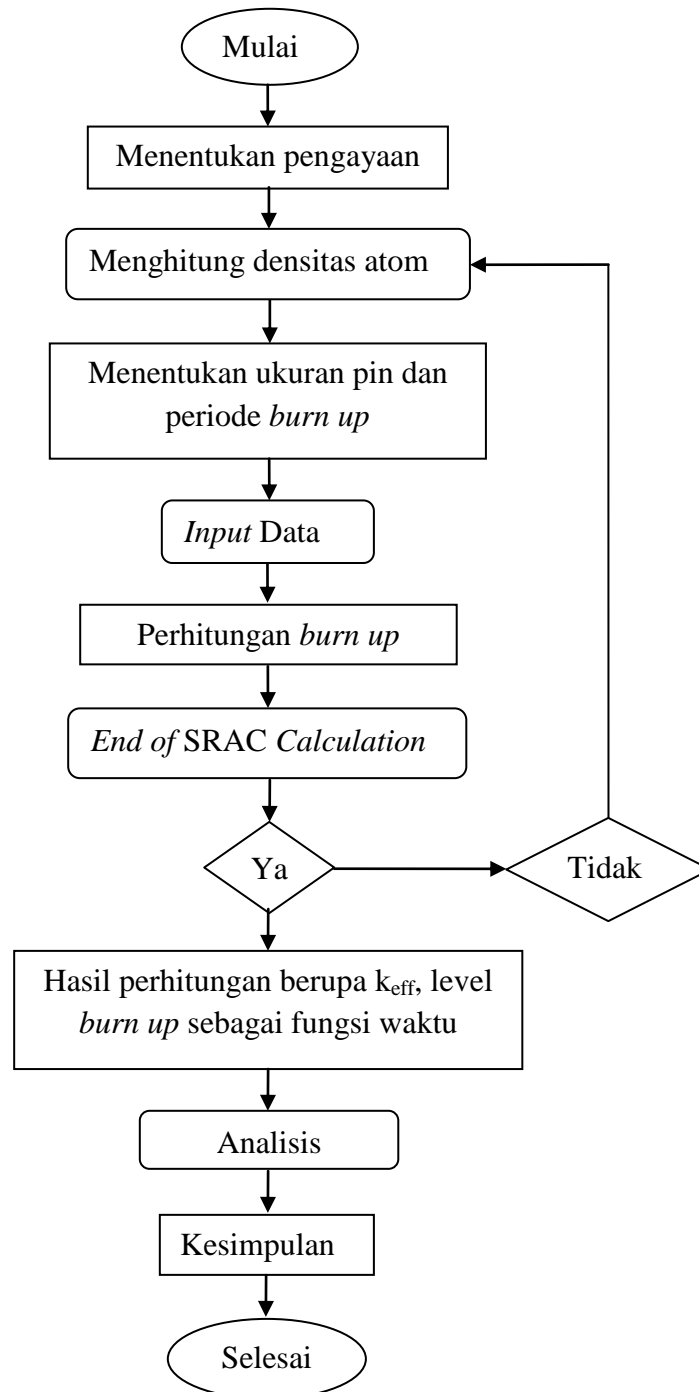 Mulai
Menentukan pengayaan
Menghitung densitas atom
Menentukan ukuran pin dan
periode burn up
Input Data
Perhitungan burn up
End of SRAC Calculation
Ya
Tidak
Hasil perhitungan berupa keff, level
burn up sebagai fungsi waktu
Analisis
Kesimpulan
Selesai